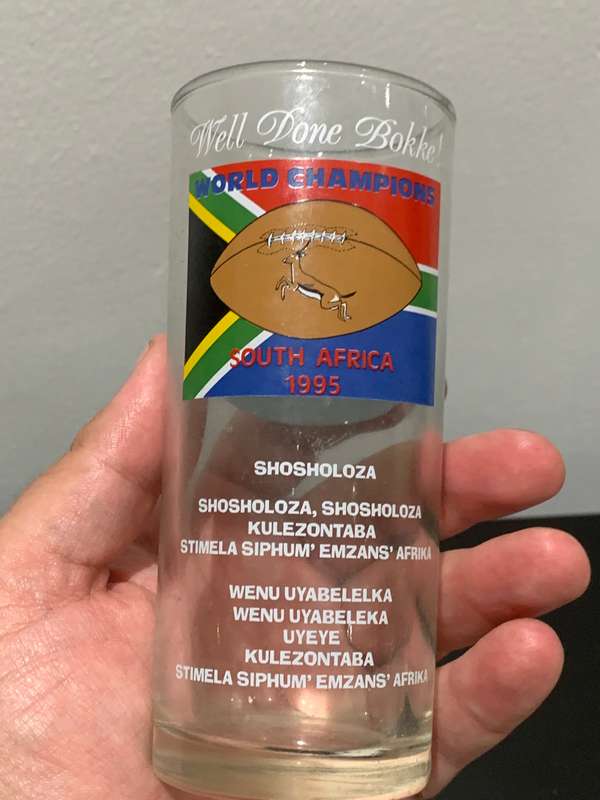 Well Done Bokke!
WORLD CHAMPIONS
SOUTH AFRICA
1995
SHOSHOLOZA
SHOSHOLOZA, SHOSHOLOZA
KULEZONTABA
STIMELA SIPHUM' EMZANS' AFRIKA
WENU UYABELELKA
WENU UYABELEKA
UYEYE
KULEZONTABA
STIMELA SIPHUM' EMZANS' AFRIKA